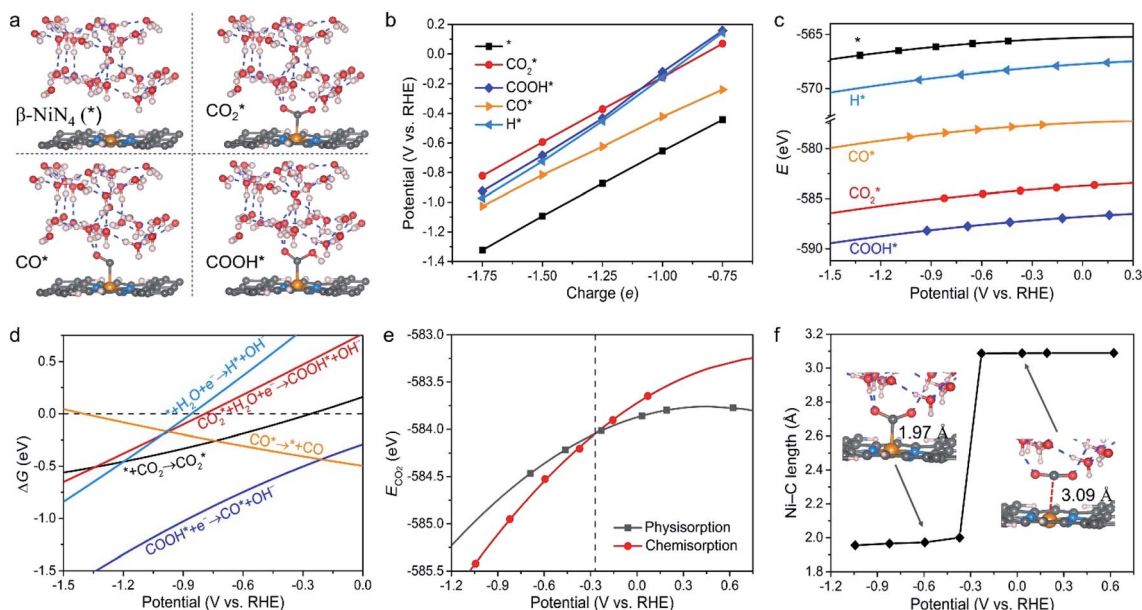 a
β-NiN₄ (*)
CO₂*
CO*
COOH*
b
Potential (V vs. RHE)
0.2
0.0
-0.2
-0.4
-0.6
-0.8
-1.0
-1.2
-1.4
*
CO₂*
COOH*
CO*
H*
-1.75 -1.50 -1.25 -1.00 -0.75
Charge (e)
c
E (eV)
-565
-570
-580
-585
-590
*
H*
CO*
CO₂*
COOH*
-1.5 -1.2 -0.9 -0.6 -0.3 0.0 0.3
Potential (V vs. RHE)
d
ΔG (eV)
0.5
0.0
-0.5
-1.0
-1.5
*+H₂O+e⁻→H*+OH⁻
CO₂*+H₂O+e⁻→COOH*+OH⁻
CO*→*+CO
*+CO₂→CO₂*
COOH*+e⁻→CO*+OH⁻
-1.5 -1.2 -0.9 -0.6 -0.3 0.0
Potential (V vs. RHE)
e
E_CO₂ (eV)
-583.0
-583.5
-584.0
-584.5
-585.0
-585.5
Physisorption
Chemisorption
-1.2 -0.9 -0.6 -0.3 0.0 0.3 0.6
Potential (V vs. RHE)
f
Ni–C length (Å)
3.4
3.2
3.0
2.8
2.6
2.4
2.2
2.0
1.8
1.97 Å
3.09 Å
-1.2 -0.9 -0.6 -0.3 0.0 0.3 0.6
Potential (V vs. RHE)